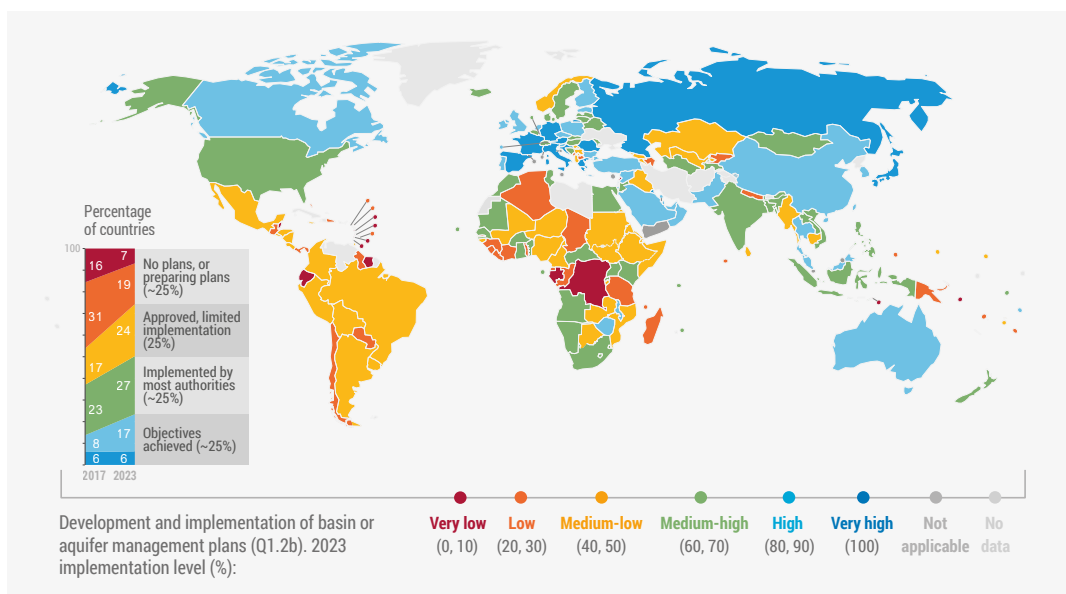 Percentage
of countries
100
7
16
19
31
24
17
27
23
17
8
6
6
2017
2023
No plans, or
preparing plans
(~25%)
Approved, limited
implementation
(25%)
Implemented by
most authorities
(~25%)
Objectives
achieved (~25%)
Development and implementation of basin or
aquifer management plans (Q1.2b). 2023
implementation level (%):
Very low
(0, 10)
Low
(20, 30)
Medium-low
(40, 50)
Medium-high
(60, 70)
High
(80, 90)
Very high
(100)
Not
applicable
No
data